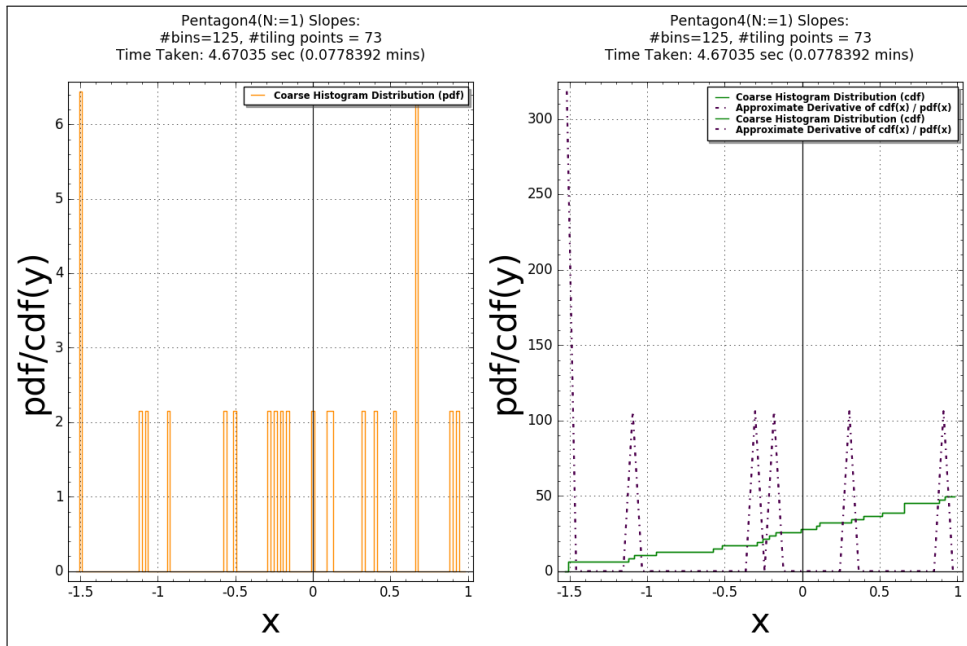 Pentagon4(N:=1) Slopes:
#bins=125, #tiling points = 73
Time Taken: 4.67035 sec (0.0778392 mins)
Coarse Histogram Distribution (pdf)
6
5
4
3
2
1
0
pdf/cdf(y)
-1.5
-1
-0.5
0
0.5
1
x
Pentagon4(N:=1) Slopes:
#bins=125, #tiling points = 73
Time Taken: 4.67035 sec (0.0778392 mins)
Coarse Histogram Distribution (cdf)
Approximate Derivative of cdf(x) / pdf(x)
Coarse Histogram Distribution (cdf)
Approximate Derivative of cdf(x) / pdf(x)
300
250
200
150
100
50
0
pdf/cdf(y)
-1.5
-1
-0.5
0
0.5
1
x